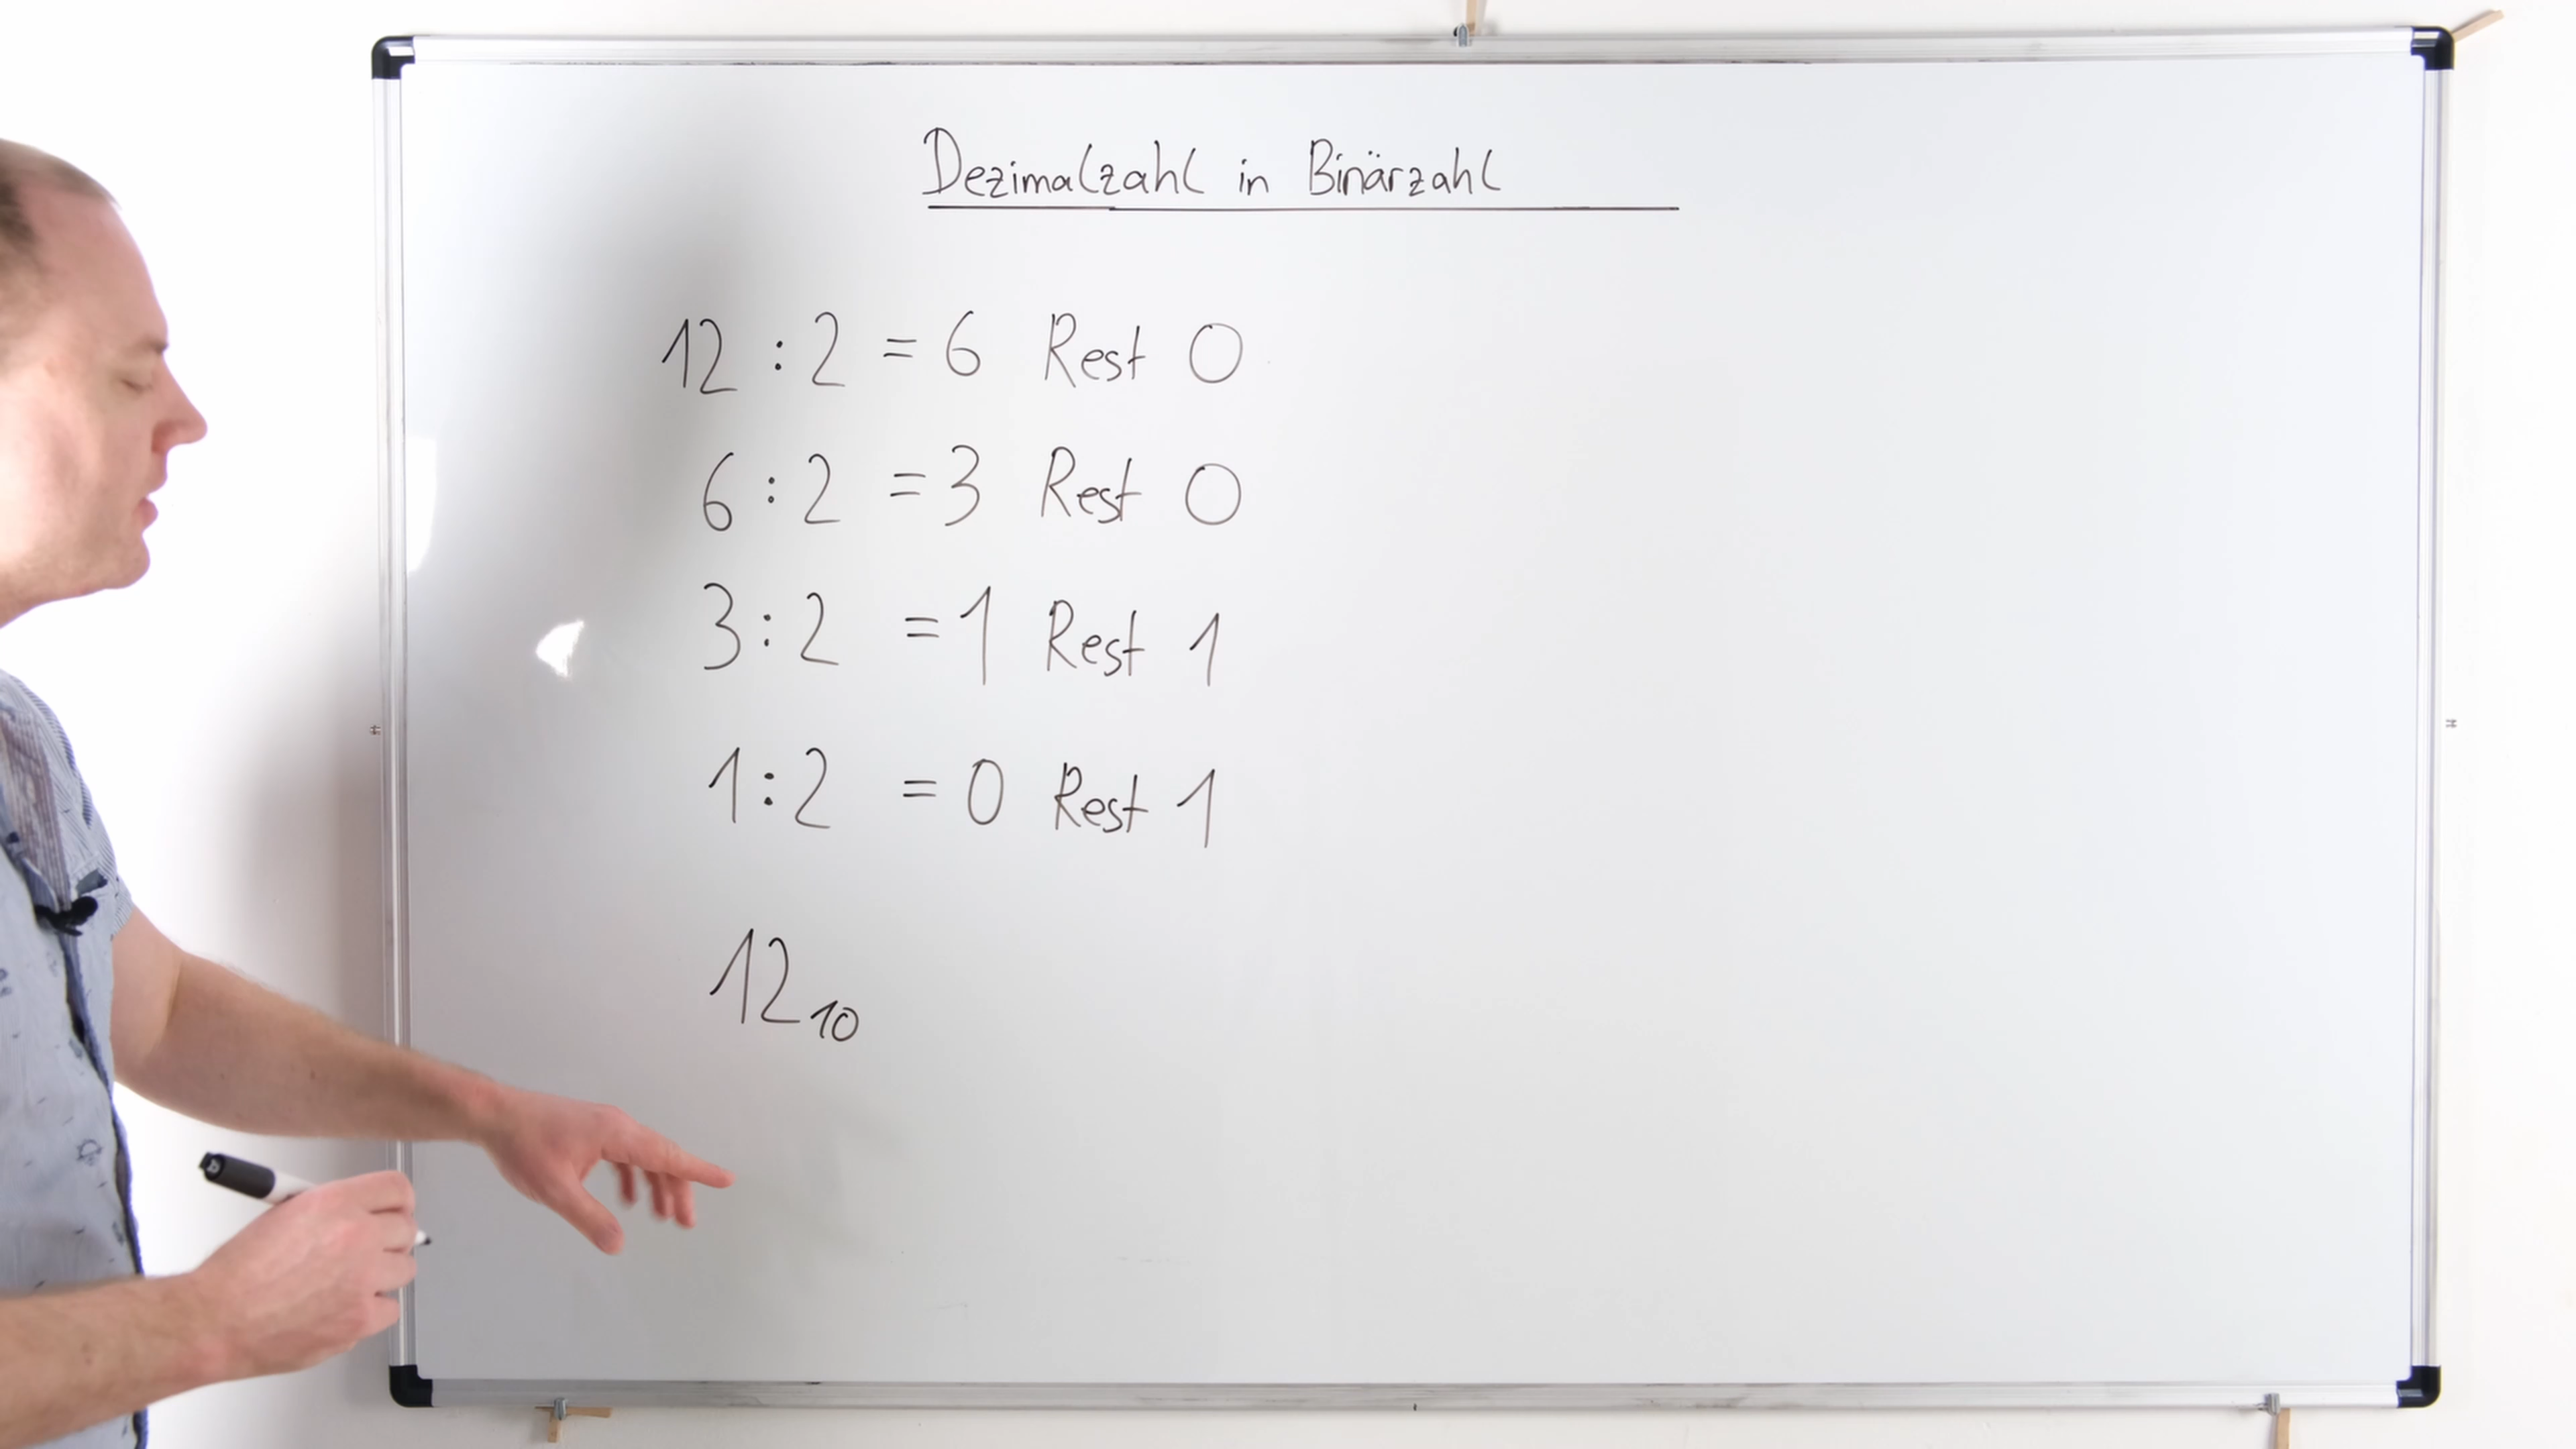 Dezimalzahl in Binärzahl
12 : 2 = 6 Rest 0
6 : 2 = 3 Rest 0
3 : 2 = 1 Rest 1
1 : 2 = 0 Rest 1
12₁₀